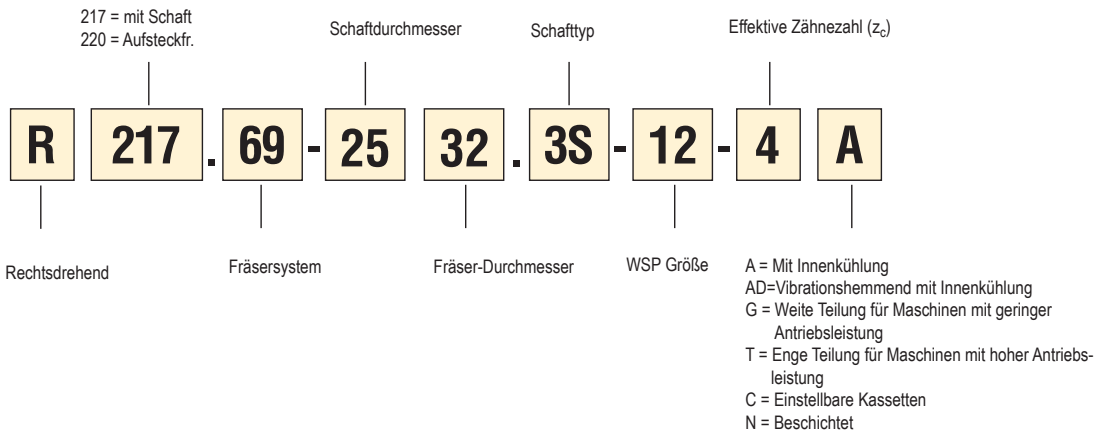 217 = mit Schaft
220 = Aufsteckfr.
Schaftdurchmesser
Schafttyp
Effektive Zähnezahl (zc)
R 217 . 69 - 25 32 . 3S - 12 - 4 A
Rechtsdrehend
Fräsersystem
Fräser-Durchmesser
WSP Größe
A = Mit Innenkühlung
AD=Vibrationshemmend mit Innenkühlung
G = Weite Teilung für Maschinen mit geringer
Antriebsleistung
T = Enge Teilung für Maschinen mit hoher Antriebs-
leistung
C = Einstellbare Kassetten
N = Beschichtet